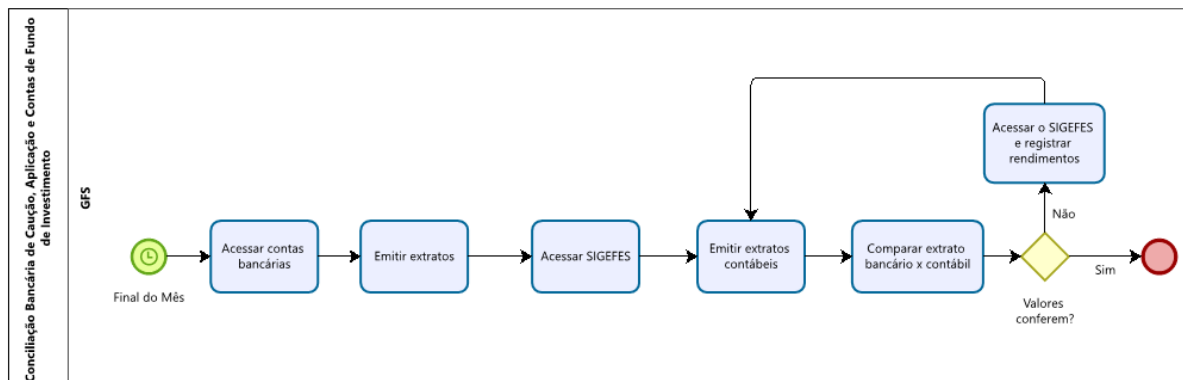 Conciliação Bancária de Caução, Aplicação e Contas de Fundo
de Investimento
GFS
Final do Mês
Acessar contas
bancárias
Emitir extratos
Acessar SIGEFES
Emitir extratos
contábeis
Comparar extrato
bancário x contábil
Valores
conferem?
Não
Acessar o SIGEFES
e registrar
rendimentos
Sim